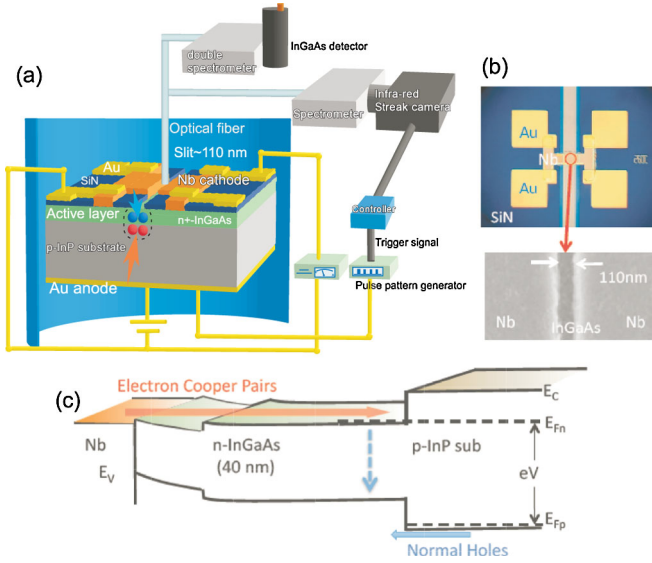 (a)
InGaAs detector
double
spectrometer
Spectrometer
Infra-red
Streak camera
Optical fiber
Slit~110 nm
Au
SiN
Nb cathode
Active layer
n+-InGaAs
p-InP substrate
Au anode
Controller
Trigger signal
Pulse pattern generator
(b)
Au
Au
Nb
SiN
110nm
Nb
InGaAs
Nb
(c)
Electron Cooper Pairs
E_C
E_Fn
Nb
n-InGaAs
(40 nm)
p-InP sub
E_V
eV
E_Fp
Normal Holes